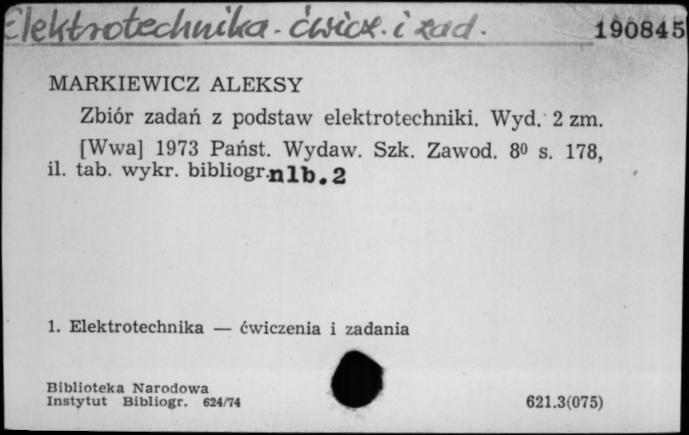 Elektrotechnika - ćwicz. i zad.
190845
MARKIEWICZ ALEKSY
Zbiór zadań z podstaw elektrotechniki. Wyd. 2 zm.
[Wwa] 1973 Państ. Wydaw. Szk. Zawod. 8⁰ s. 178,
il. tab. wykr. bibliogr. nlb. 2
1. Elektrotechnika — ćwiczenia i zadania
Biblioteka Narodowa
Instytut Bibliogr. 624/74
621.3(075)